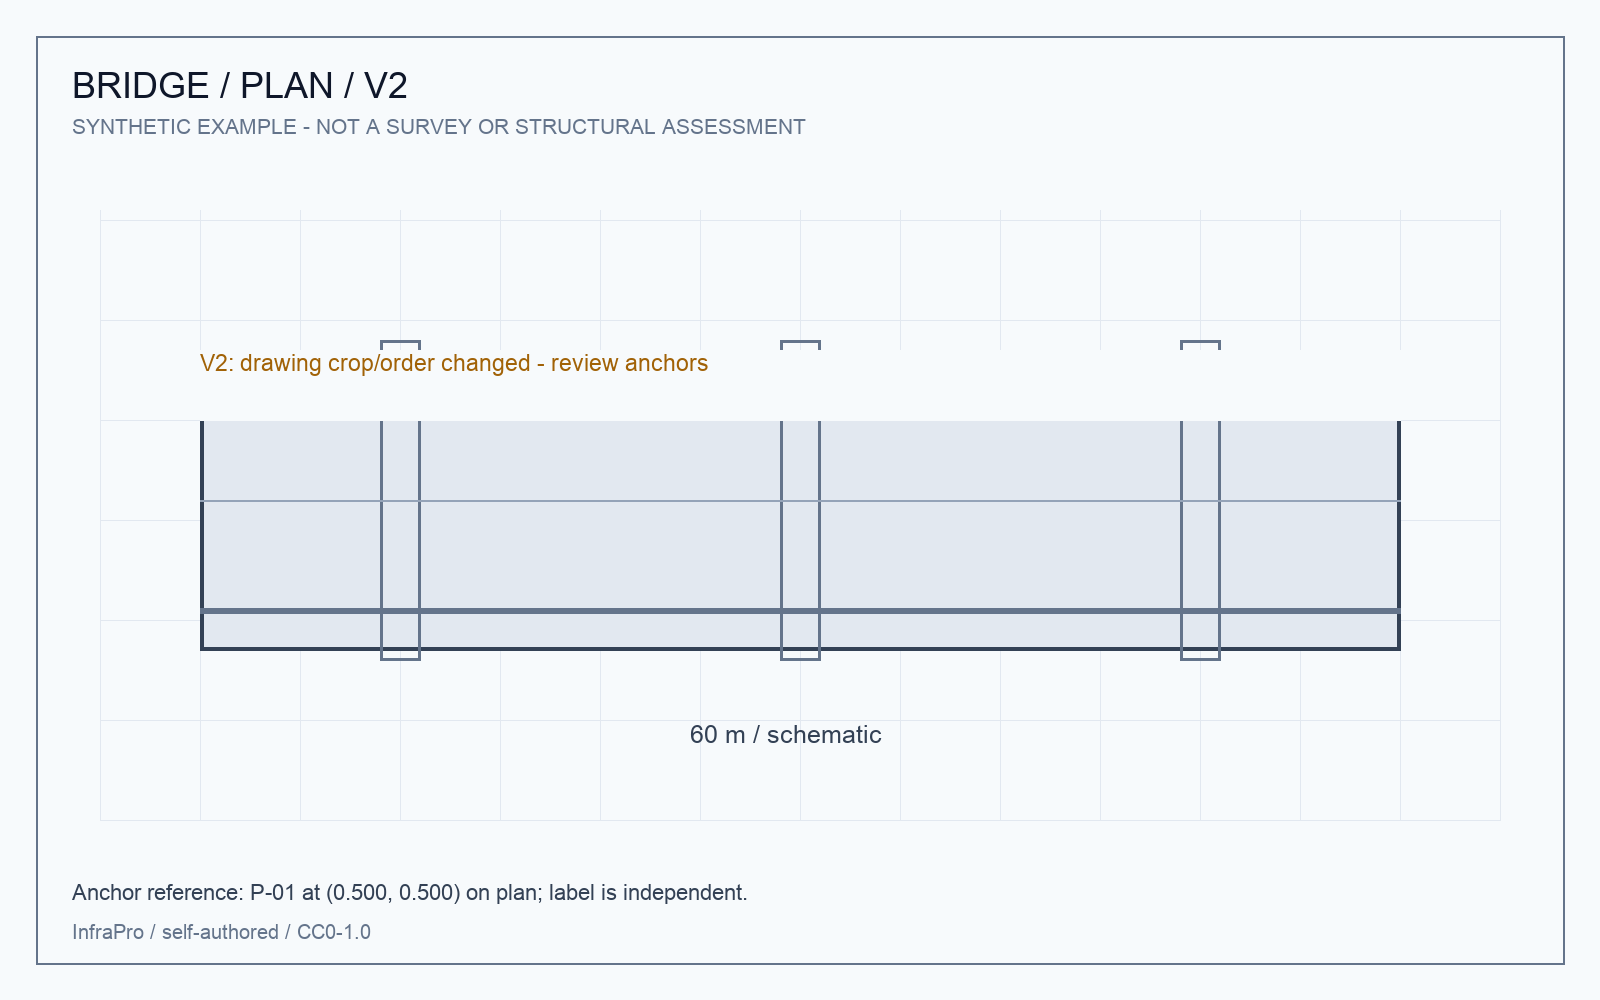 BRIDGE / PLAN / V2
SYNTHETIC EXAMPLE - NOT A SURVEY OR STRUCTURAL ASSESSMENT
V2: drawing crop/order changed - review anchors
60 m / schematic
Anchor reference: P-01 at (0.500, 0.500) on plan; label is independent.
InfraPro / self-authored / CC0-1.0